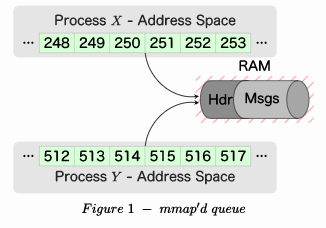 Process X - Address Space
... 248 249 250 251 252 253 ...
RAM
Hdr Msgs
... 512 513 514 515 516 517 ...
Process Y - Address Space
Figure 1 – mmap'd queue